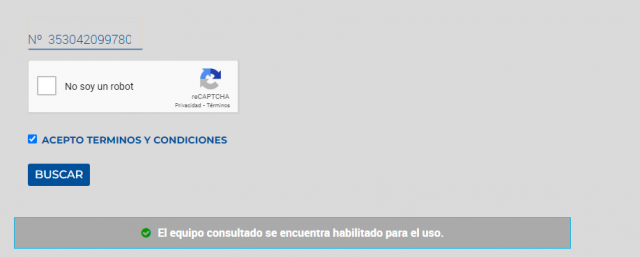 Nº 353042099780
No soy un robot
reCAPTCHA
Privacidad - Términos
ACEPTO TERMINOS Y CONDICIONES
BUSCAR
El equipo consultado se encuentra habilitado para el uso.